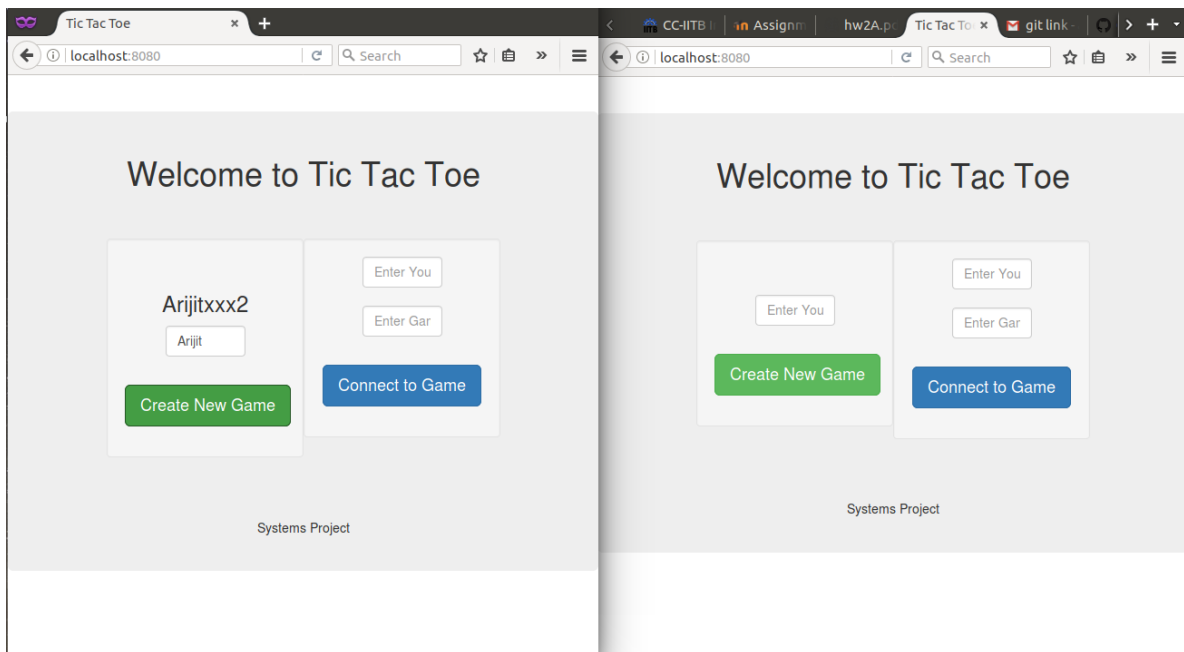 Tic Tac Toe
localhost:8080
Search
Welcome to Tic Tac Toe
Arijitxxx2
Arijit
Create New Game
Enter You
Enter Gar
Connect to Game
Systems Project
CC-IITB
Assignm
hw2A.p
Tic Tac To
git link -
localhost:8080
Search
Welcome to Tic Tac Toe
Enter You
Create New Game
Enter You
Enter Gar
Connect to Game
Systems Project